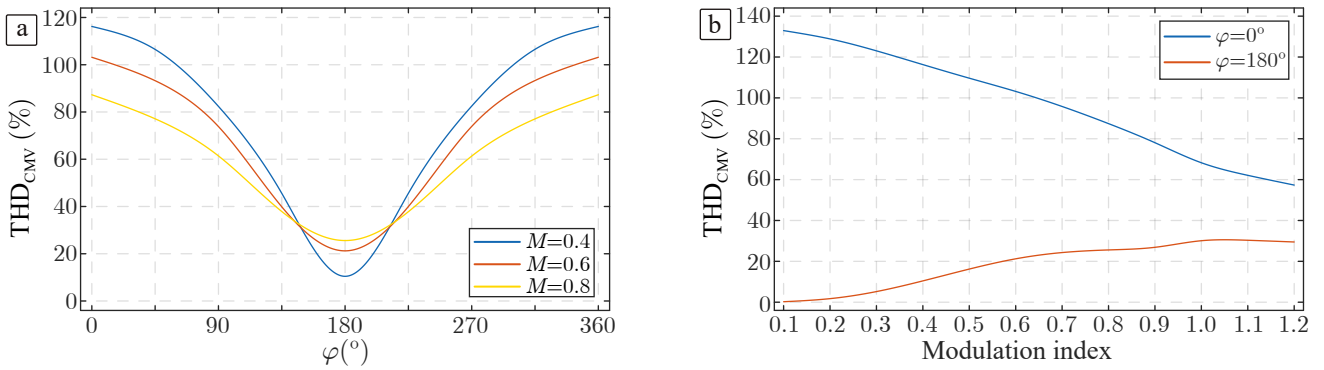 a
THD_CMV (%)
120
100
80
60
40
20
0
M=0.4
M=0.6
M=0.8
0 90 180 270 360
φ(°)
b
THD_CMV (%)
140
120
100
80
60
40
20
0
φ=0°
φ=180°
0.1 0.2 0.3 0.4 0.5 0.6 0.7 0.8 0.9 1.0 1.1 1.2
Modulation index